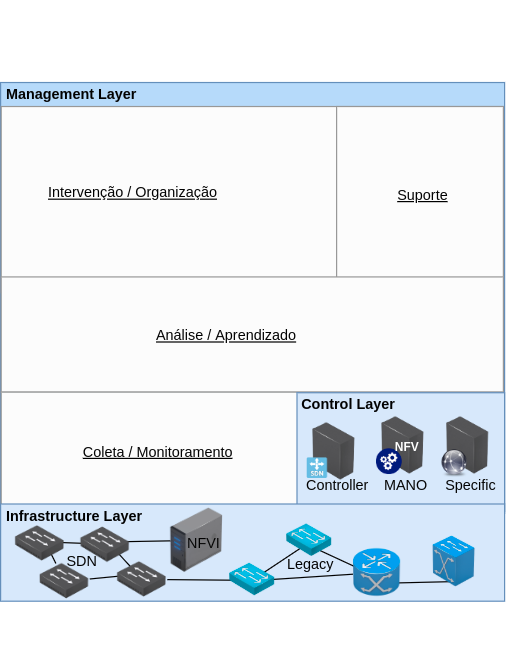 Management Layer
Intervenção / Organização
Suporte
Análise / Aprendizado
Coleta / Monitoramento
Control Layer
NFV
SDN
Controller
MANO
Specific
Infrastructure Layer
NFVI
SDN
Legacy